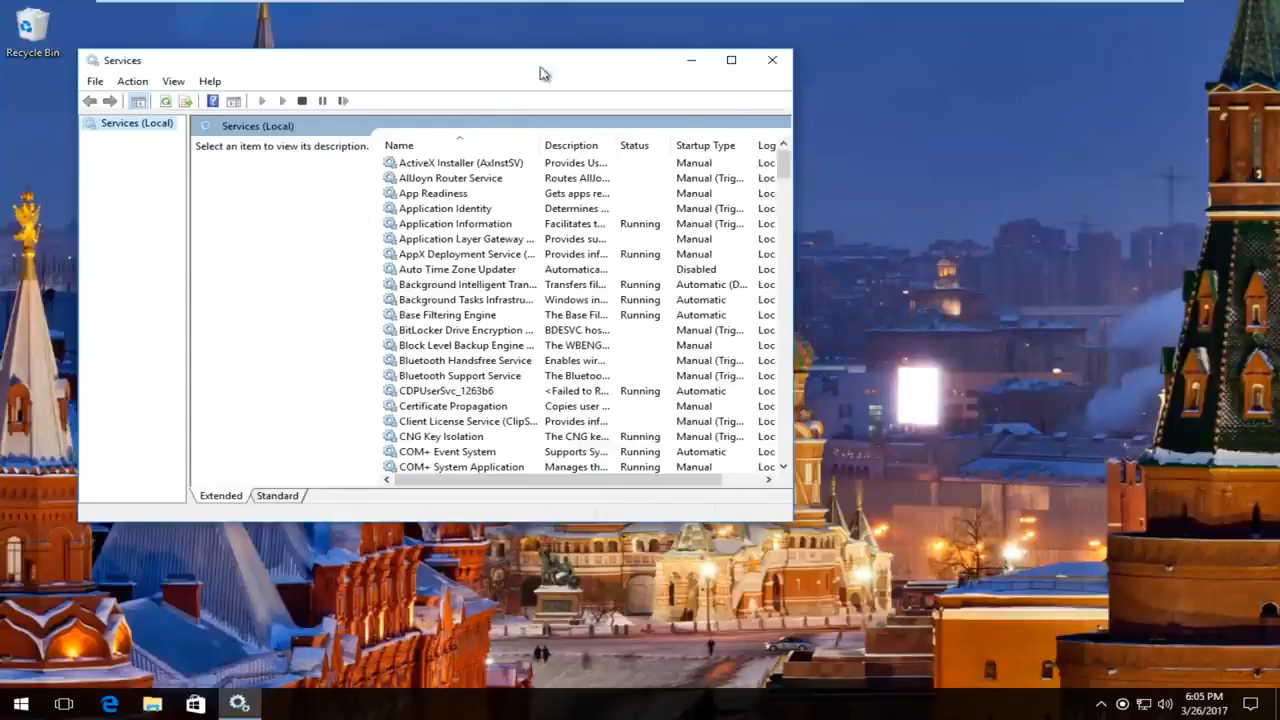 Recycle Bin
Services
File Action View Help
Services (Local)
Services (Local)
Select an item to view its description.
Name Description Status Startup Type Log
ActiveX Installer (AxInstSV) Provides Us... Manual Loc
AllJoyn Router Service Routes AllJo... Manual (Trig... Loc
App Readiness Gets apps re... Manual Loc
Application Identity Determines ... Manual (Trig... Loc
Application Information Facilitates t... Running Manual (Trig... Loc
Application Layer Gateway ... Provides su... Manual Loc
AppX Deployment Service (... Provides inf... Running Manual Loc
Auto Time Zone Updater Automatica... Disabled Loc
Background Intelligent Tran... Transfers fil... Running Automatic (D... Loc
Background Tasks Infrastru... Windows in... Running Automatic Loc
Base Filtering Engine The Base Fil... Running Automatic Loc
BitLocker Drive Encryption ... BDESVC hos... Manual (Trig... Loc
Block Level Backup Engine ... The WBENG... Manual Loc
Bluetooth Handsfree Service Enables wir... Manual (Trig... Loc
Bluetooth Support Service The Bluetoo... Manual (Trig... Loc
CDPUserSvc_1263b6 <Failed to R... Running Automatic Loc
Certificate Propagation Copies user ... Manual Loc
Client License Service (ClipS... Provides inf... Manual (Trig... Loc
CNG Key Isolation The CNG ke... Running Manual (Trig... Loc
COM+ Event System Supports Sy... Running Automatic Loc
COM+ System Application Manages th... Running Manual Loc
Extended Standard
6:05 PM
3/26/2017